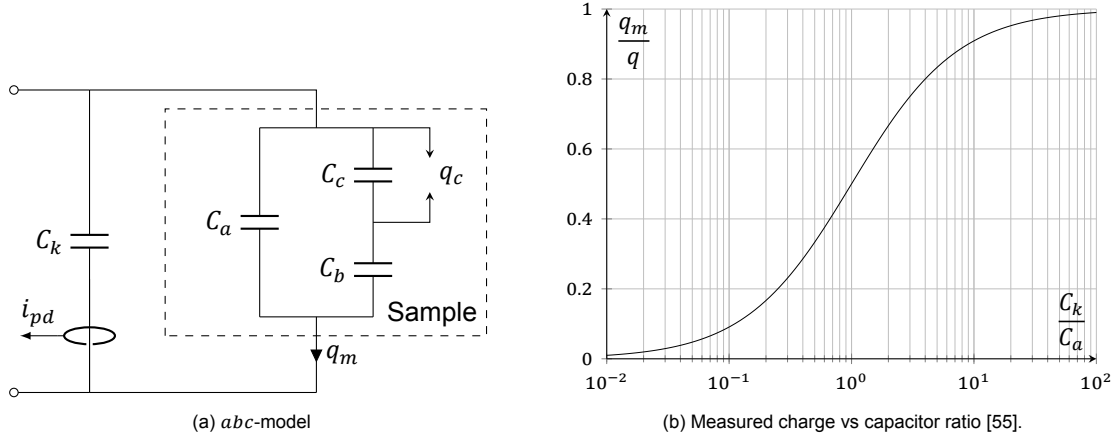 C_k
i_{pd}
C_a
C_c
C_b
q_c
Sample
q_m
(a) abc-model
q_m/q
1
0.8
0.6
0.4
0.2
0
10^{-2} 10^{-1} 10^0 10^1 10^2
C_k/C_a
(b) Measured charge vs capacitor ratio [55].